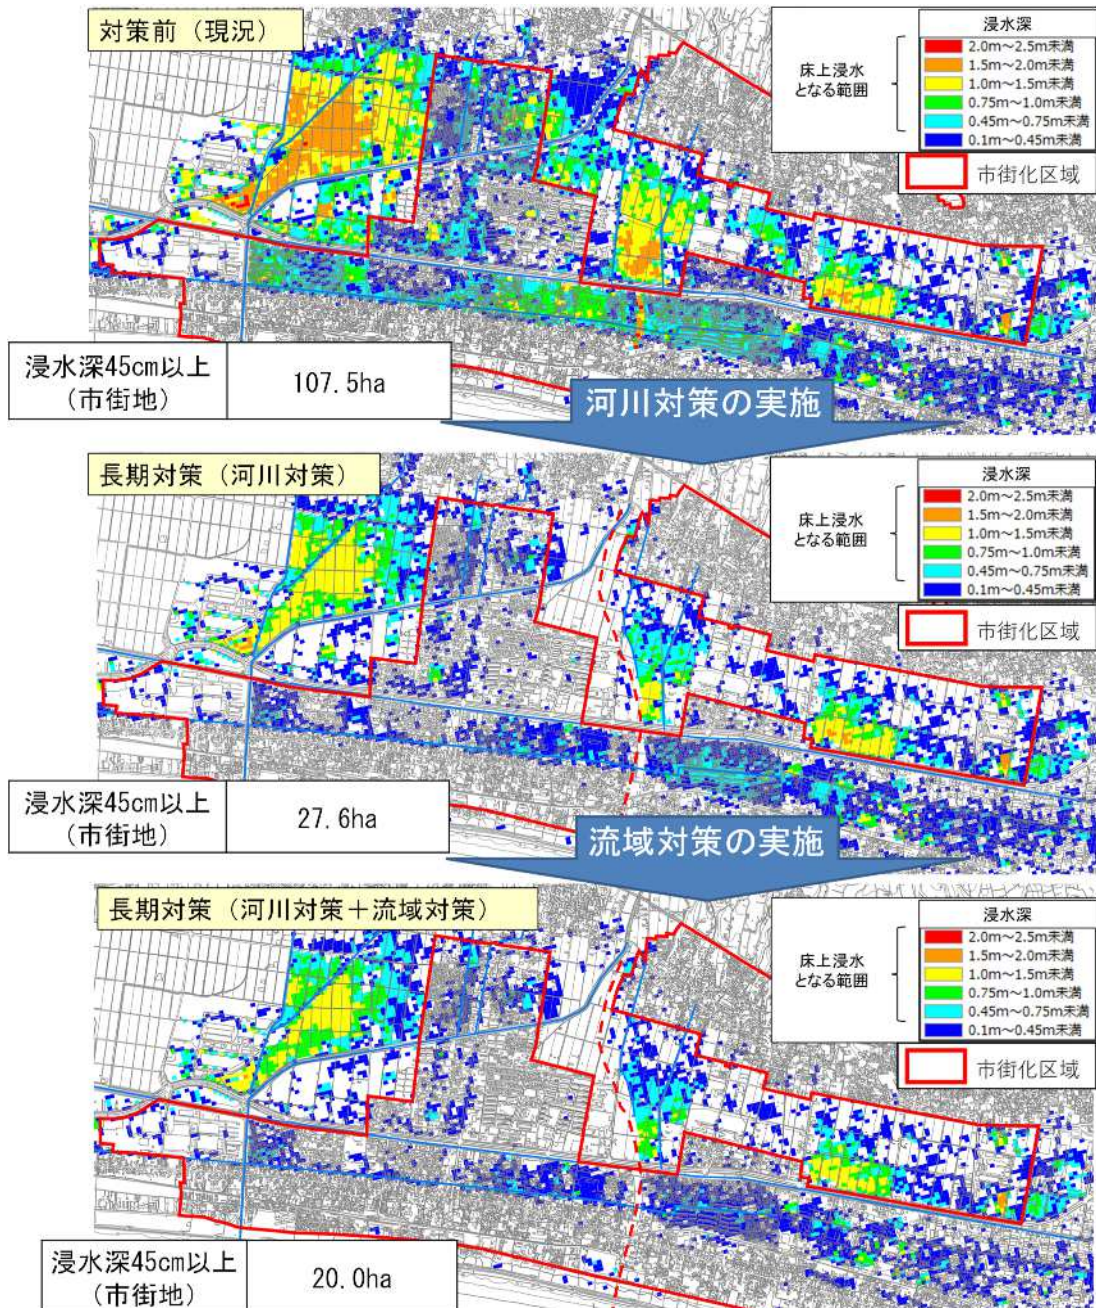 対策前（現況）
床上浸水
となる範囲
浸水深
2.0m～2.5m未満
1.5m～2.0m未満
1.0m～1.5m未満
0.75m～1.0m未満
0.45m～0.75m未満
0.1m～0.45m未満
市街化区域
浸水深45cm以上
（市街地）
107.5ha
河川対策の実施
長期対策（河川対策）
床上浸水
となる範囲
浸水深
2.0m～2.5m未満
1.5m～2.0m未満
1.0m～1.5m未満
0.75m～1.0m未満
0.45m～0.75m未満
0.1m～0.45m未満
市街化区域
浸水深45cm以上
（市街地）
27.6ha
流域対策の実施
長期対策（河川対策＋流域対策）
床上浸水
となる範囲
浸水深
2.0m～2.5m未満
1.5m～2.0m未満
1.0m～1.5m未満
0.75m～1.0m未満
0.45m～0.75m未満
0.1m～0.45m未満
市街化区域
浸水深45cm以上
（市街地）
20.0ha